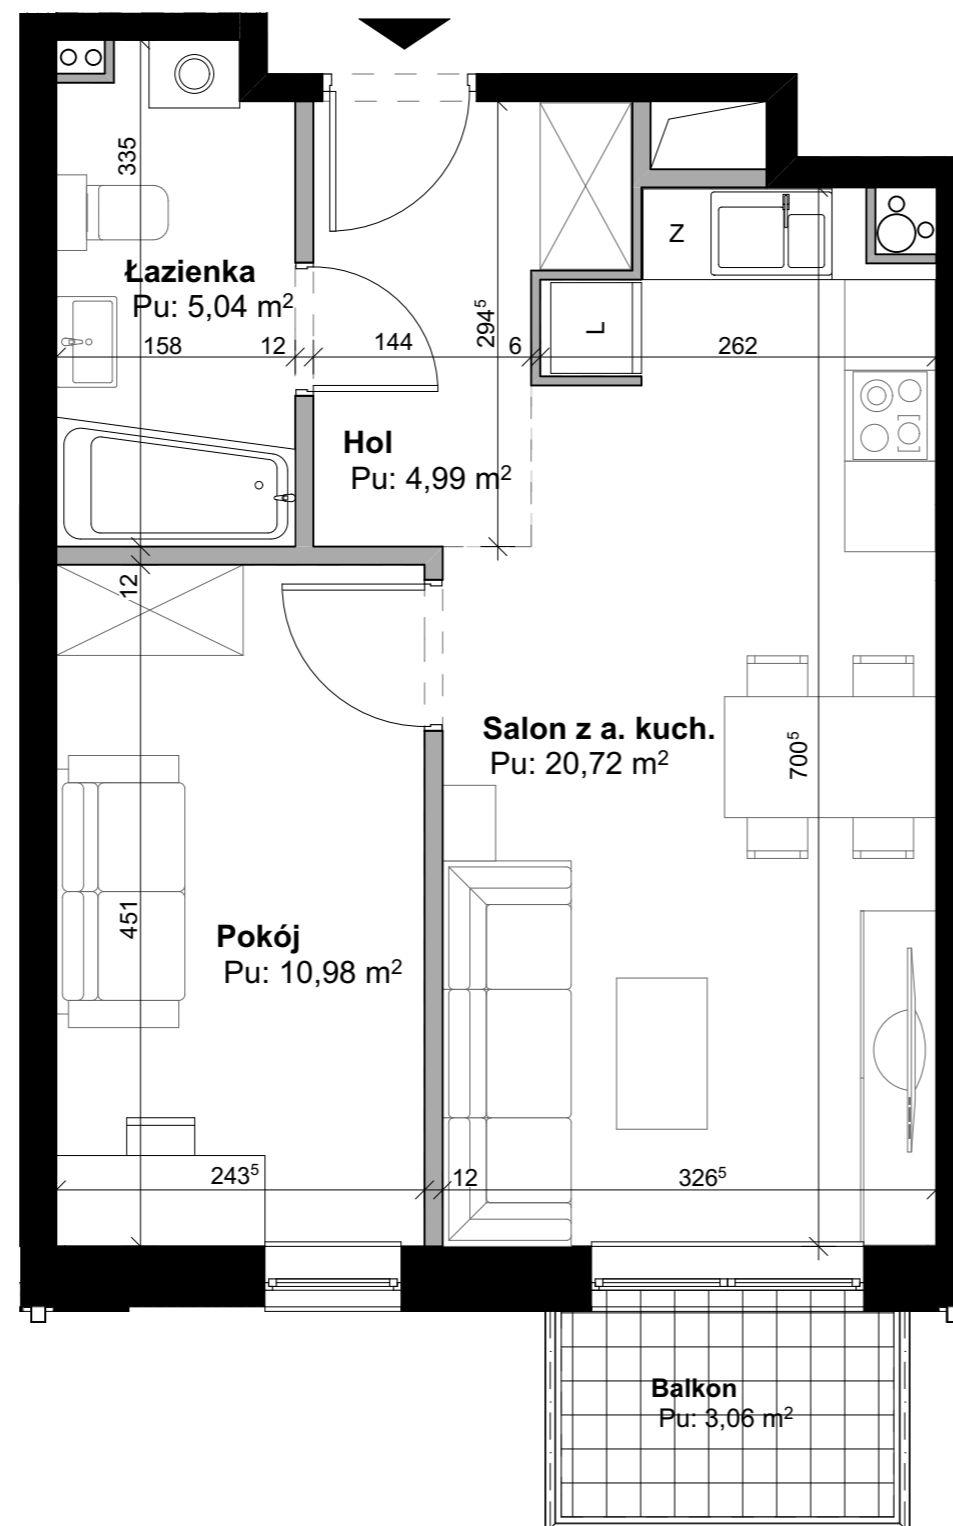 335
Łazienka
Pu: 5,04 m²
158
12
144
294⁵
6
262
Z
L
Hol
Pu: 4,99 m²
12
Salon z a. kuch.
Pu: 20,72 m²
700⁵
451
Pokój
Pu: 10,98 m²
243⁵
12
326⁵
Balkon
Pu: 3,06 m²